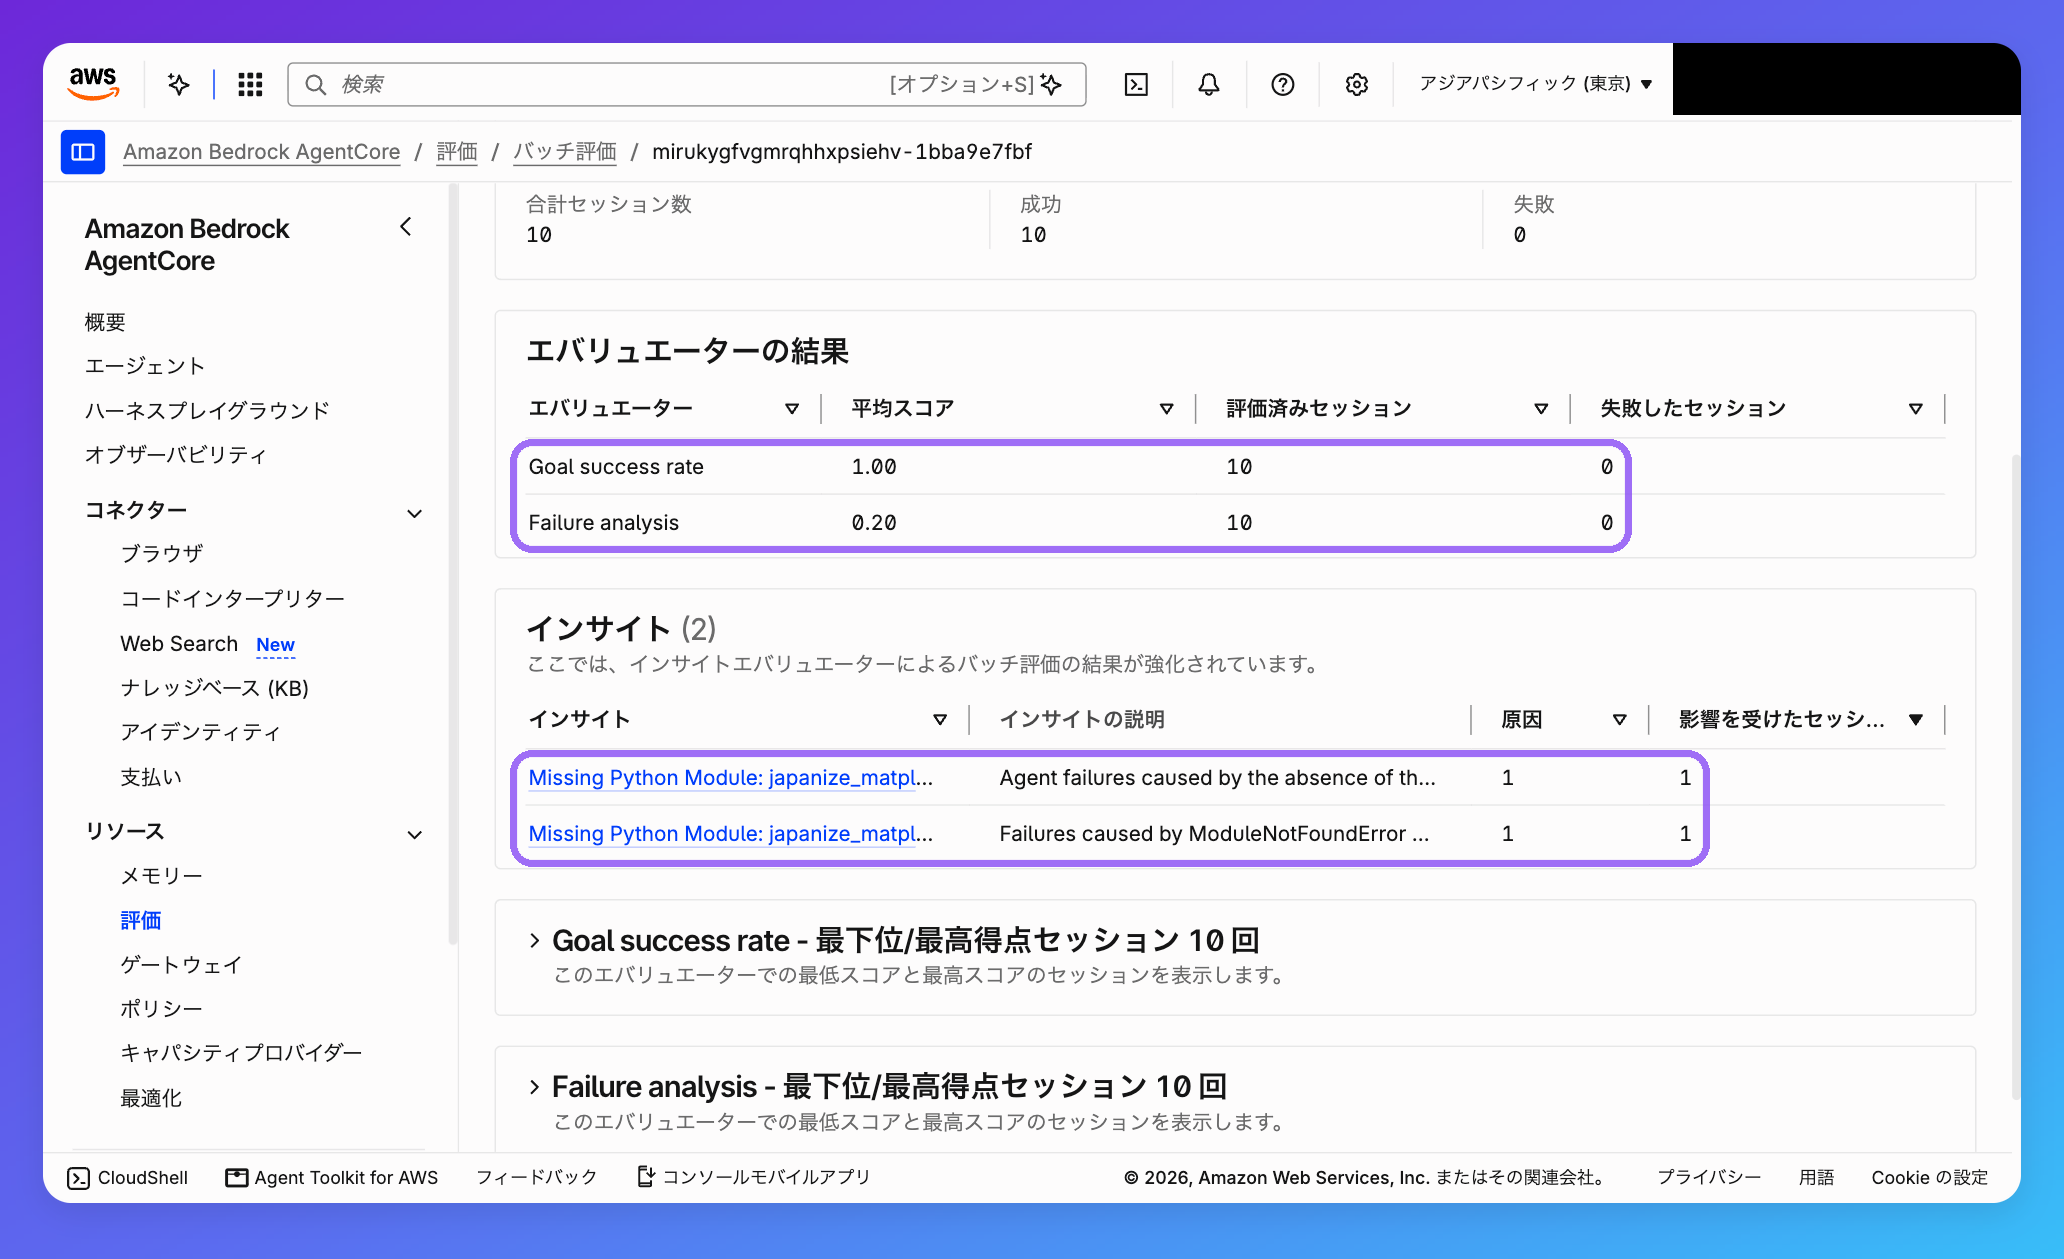 aws
検索 [オプション+S]
アジアパシフィック (東京) ▼
Amazon Bedrock AgentCore / 評価 / バッチ評価 / mirukygfvgmrqhhxpsiehv-1bba9e7fbf
Amazon Bedrock
AgentCore
概要
エージェント
ハーネスプレイグラウンド
オブザーバビリティ
コネクター
ブラウザ
コードインタープリター
Web Search New
ナレッジベース (KB)
アイデンティティ
支払い
リソース
メモリー
評価
ゲートウェイ
ポリシー
キャパシティプロバイダー
最適化
合計セッション数 成功 失敗
10 10 0
エバリュエーターの結果
エバリュエーター 平均スコア 評価済みセッション 失敗したセッション
Goal success rate 1.00 10 0
Failure analysis 0.20 10 0
インサイト (2)
ここでは、インサイトエバリュエーターによるバッチ評価の結果が強化されています。
インサイト インサイトの説明 原因 影響を受けたセッシ...
Missing Python Module: japanize_matpl... Agent failures caused by the absence of th... 1 1
Missing Python Module: japanize_matpl... Failures caused by ModuleNotFoundError ... 1 1
Goal success rate - 最下位/最高得点セッション 10 回
このエバリュエーターでの最低スコアと最高スコアのセッションを表示します。
Failure analysis - 最下位/最高得点セッション 10 回
このエバリュエーターでの最低スコアと最高スコアのセッションを表示します。
CloudShell Agent Toolkit for AWS フィードバック コンソールモバイルアプリ © 2026, Amazon Web Services, Inc. またはその関連会社。 プライバシー 用語 Cookie の設定